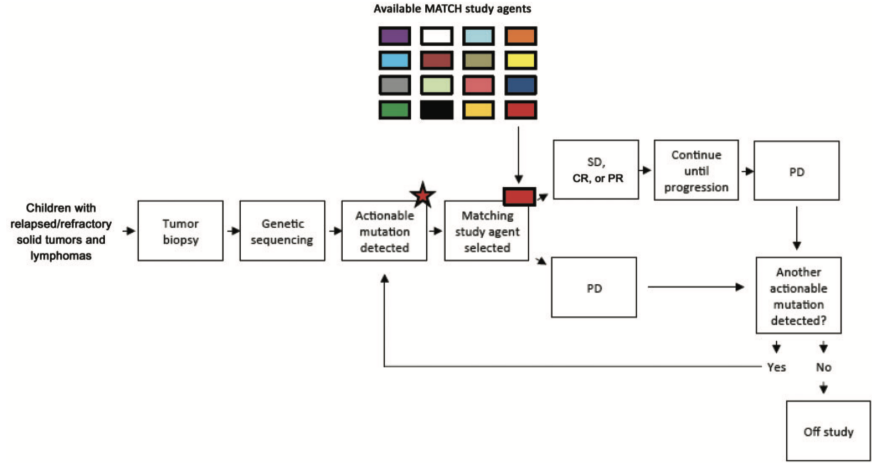 Available MATCH study agents
Children with
relapsed/refractory
solid tumors and
lymphomas
Tumor
biopsy
Genetic
sequencing
Actionable
mutation
detected
Matching
study agent
selected
SD,
CR, or PR
Continue
until
progression
PD
PD
Another
actionable
mutation
detected?
Yes
No
Off study